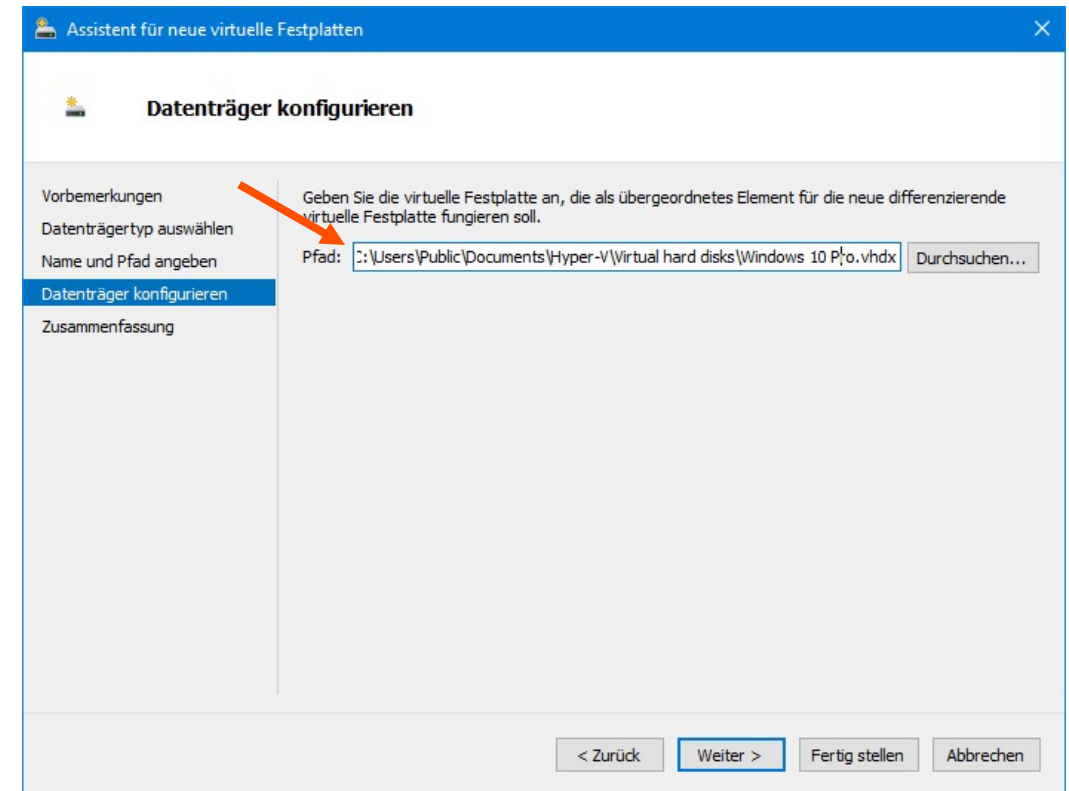 Assistent für neue virtuelle Festplatten
Datenträger konfigurieren
Vorbemerkungen
Datenträgertyp auswählen
Name und Pfad angeben
Datenträger konfigurieren
Zusammenfassung
Geben Sie die virtuelle Festplatte an, die als übergeordnetes Element für die neue differenzierende
virtuelle Festplatte fungieren soll.
Pfad: C:\Users\Public\Documents\Hyper-V\Virtual hard disks\Windows 10 Pro.vhdx Durchsuchen...
< Zurück Weiter > Fertig stellen Abbrechen